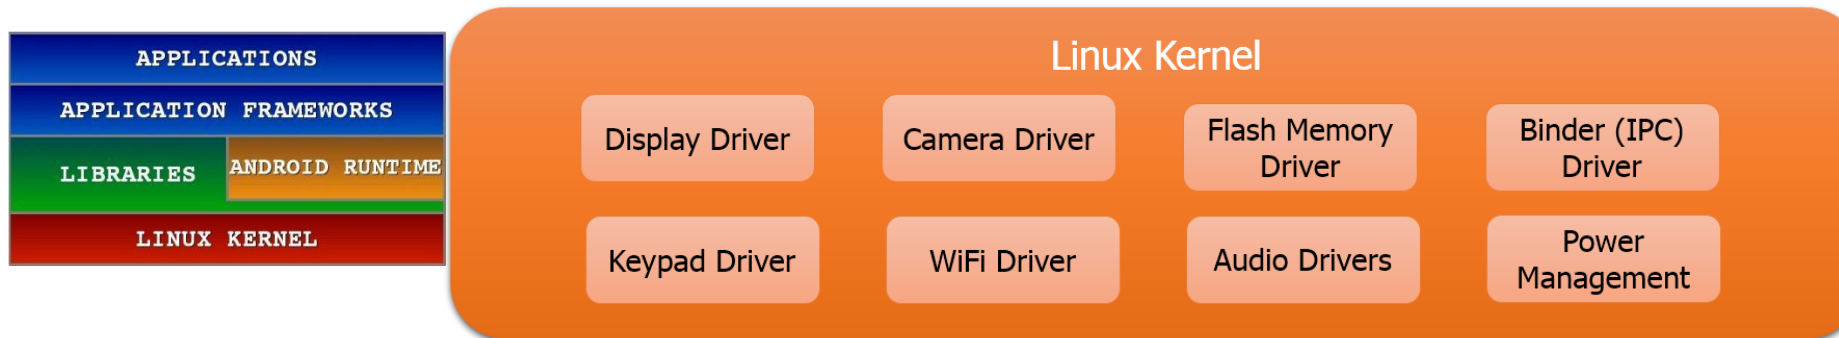 APPLICATIONS
APPLICATION FRAMEWORKS
LIBRARIES
ANDROID RUNTIME
LINUX KERNEL
Linux Kernel
Display Driver
Camera Driver
Flash Memory
Driver
Binder (IPC)
Driver
Keypad Driver
WiFi Driver
Audio Drivers
Power
Management